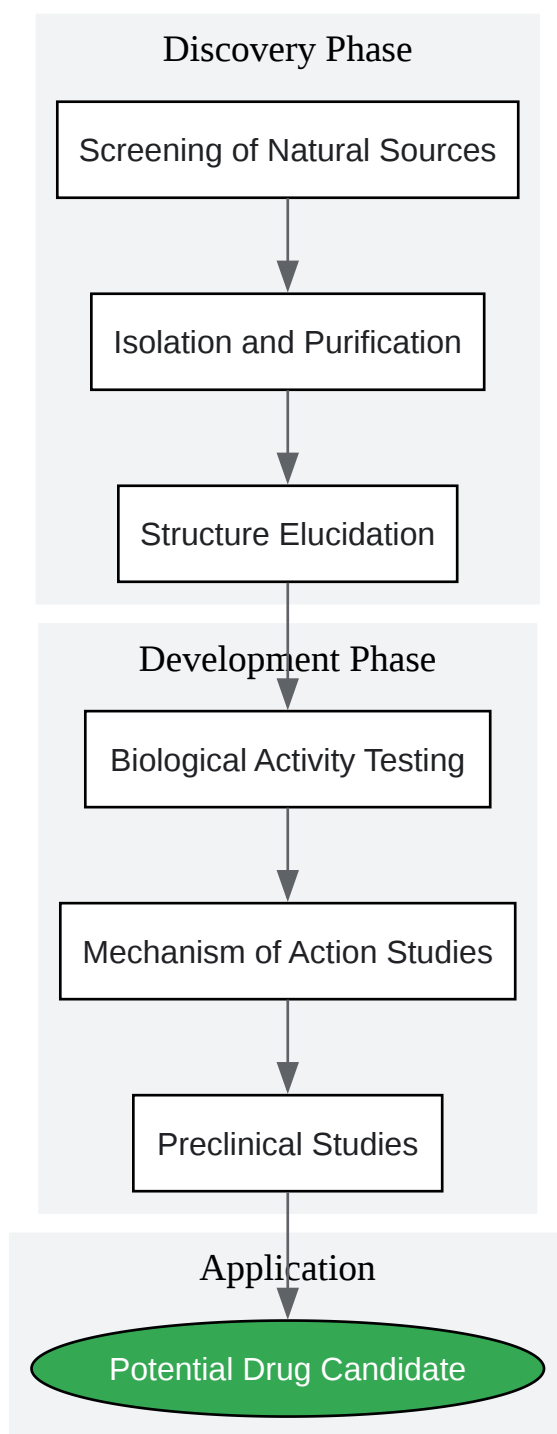 Discovery Phase
Screening of Natural Sources
Isolation and Purification
Structure Elucidation
Development Phase
Biological Activity Testing
Mechanism of Action Studies
Preclinical Studies
Application
Potential Drug Candidate